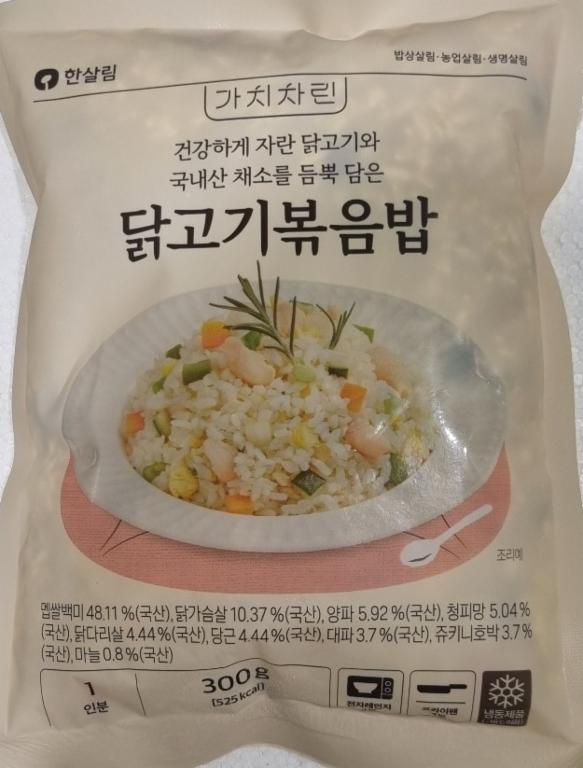 한살림
밥상살림·농업살림·생명살림
가치차린
건강하게 자란 닭고기와
국내산 채소를 듬뿍 담은
닭고기볶음밥
조리예
멥쌀백미 48.11 %(국산), 닭가슴살 10.37 %(국산), 양파 5.92 %(국산), 청피망 5.04 %
(국산), 닭다리살 4.44 %(국산), 당근 4.44 %(국산), 대파 3.7 %(국산), 쥬키니호박 3.7 %
(국산), 마늘 0.8 %(국산)
1
인분
300g
(525 kcal)
전자레인지
프라이팬
냉동제품